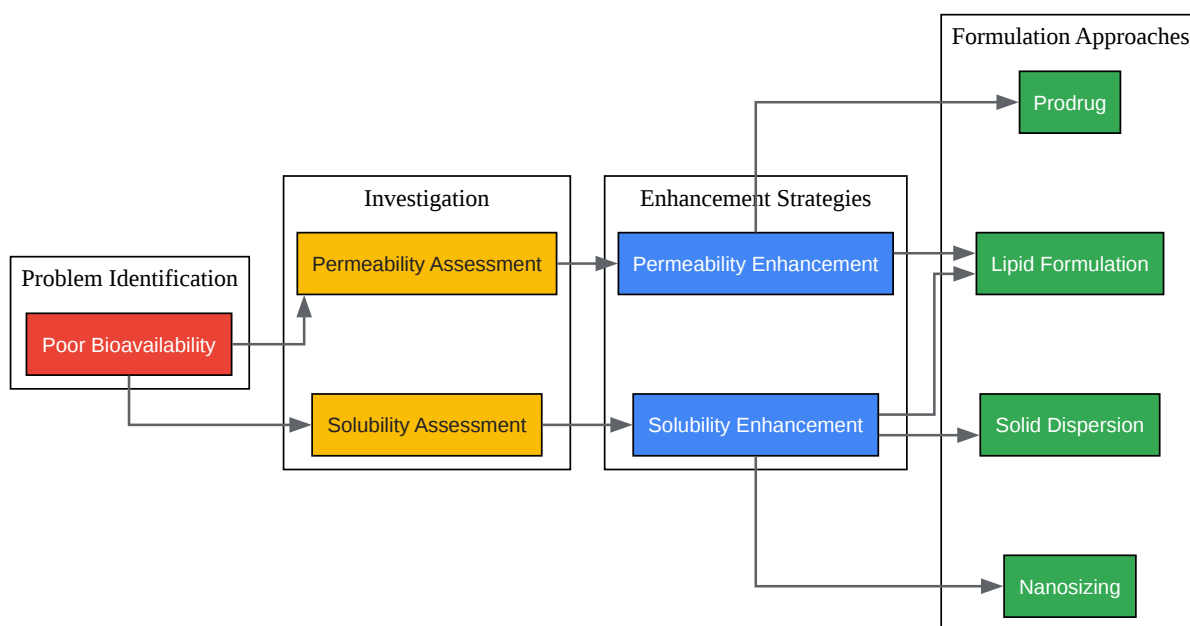 Problem Identification
Poor Bioavailability
Investigation
Permeability Assessment
Solubility Assessment
Enhancement Strategies
Permeability Enhancement
Solubility Enhancement
Formulation Approaches
Prodrug
Lipid Formulation
Solid Dispersion
Nanosizing